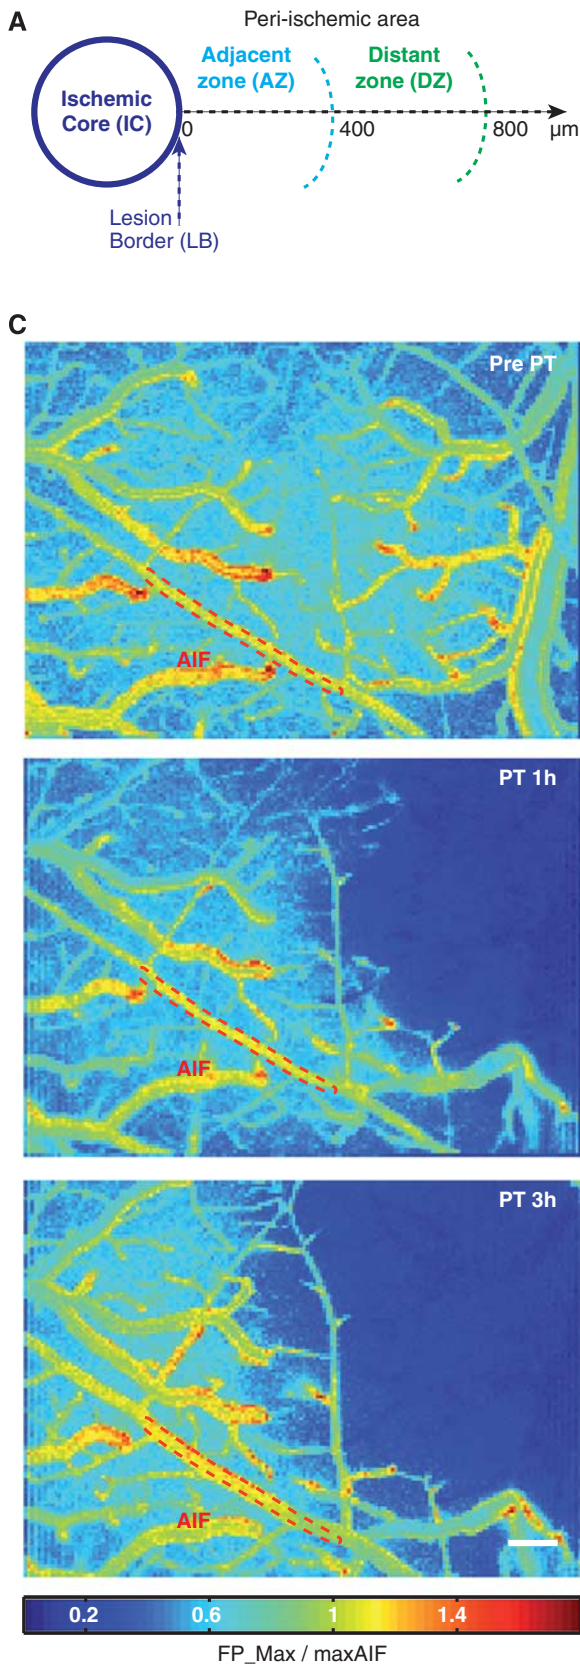 A
Peri-ischemic area
Adjacent
zone (AZ)
Distant
zone (DZ)
Ischemic
Core (IC)
0
400
800
µm
Lesion
Border (LB)
C
Pre PT
AIF
PT 1h
AIF
PT 3h
AIF
0.2
0.6
1
1.4
FP_Max / maxAIF